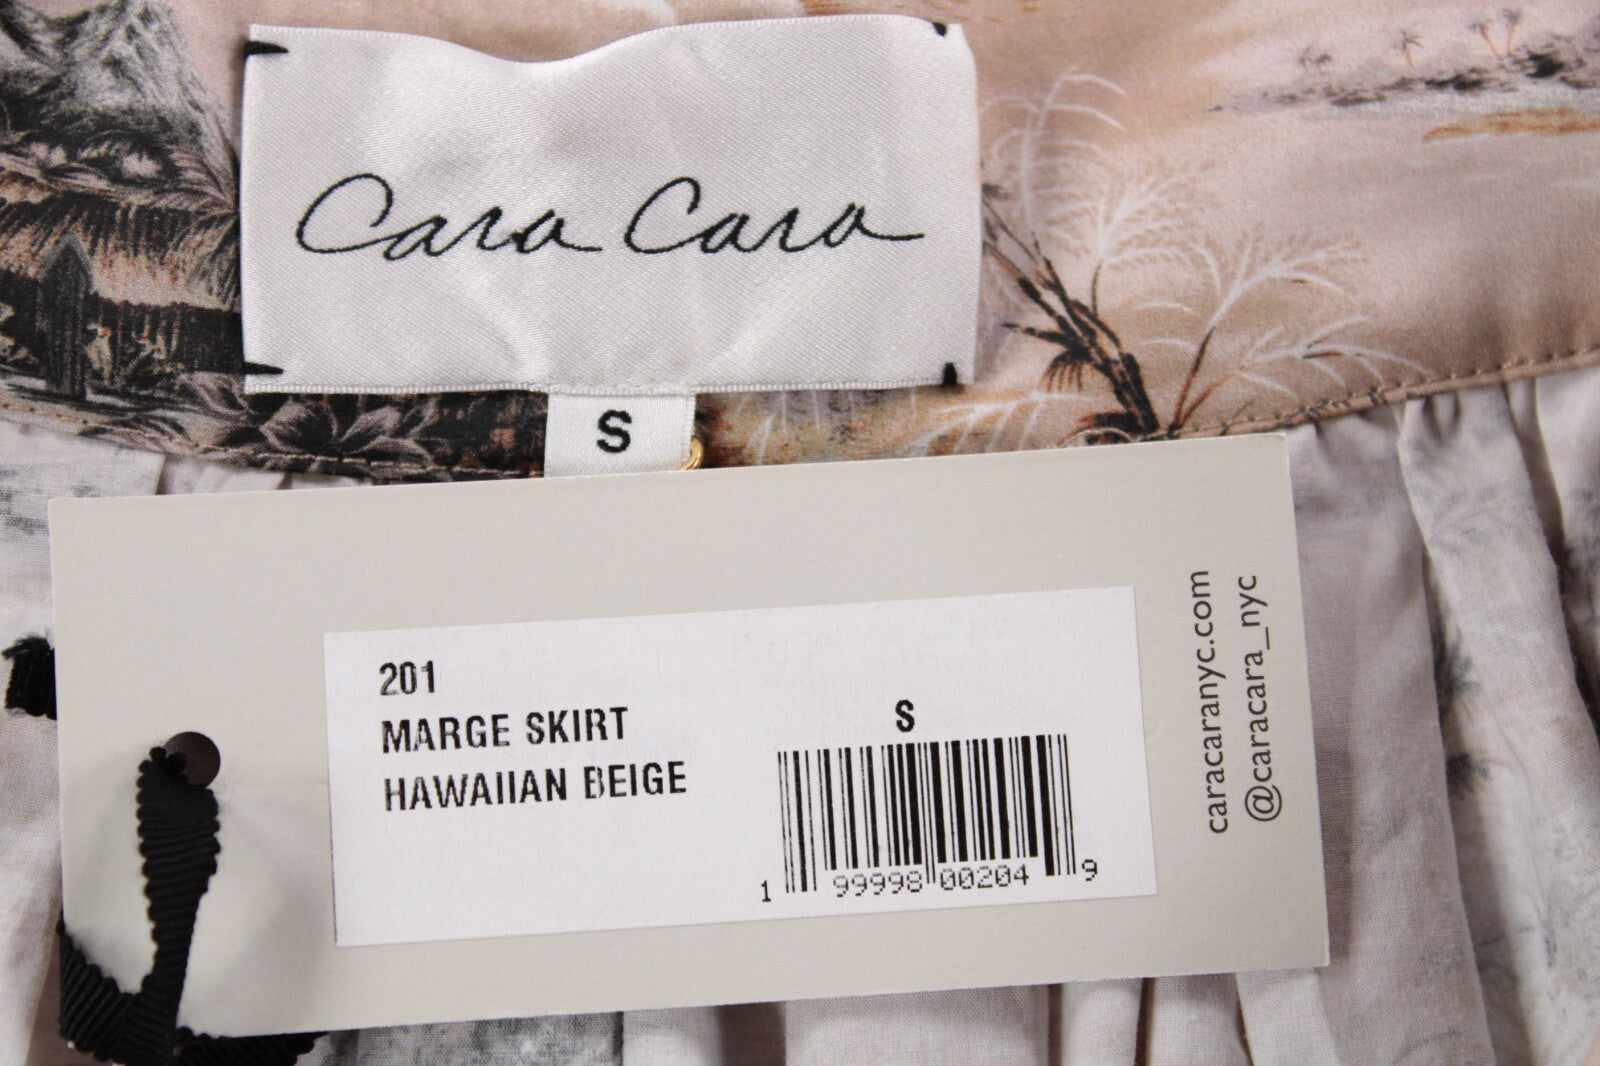 Cara Cara
S
201
MARGE SKIRT
HAWAIIAN BEIGE
S
1 99998 00204 9
caracaranyc.com
@caracara_nyc